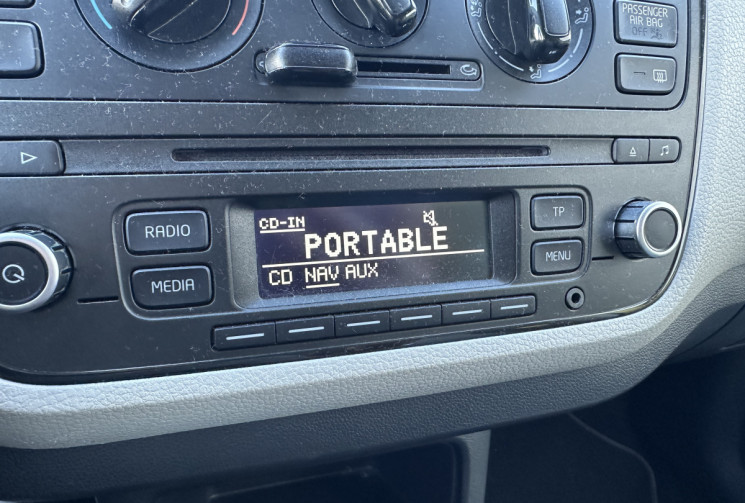 PASSENGER
AIR BAG
OFF
RADIO
MEDIA
CD-IN
PORTABLE
CD NAV AUX
TP
MENU